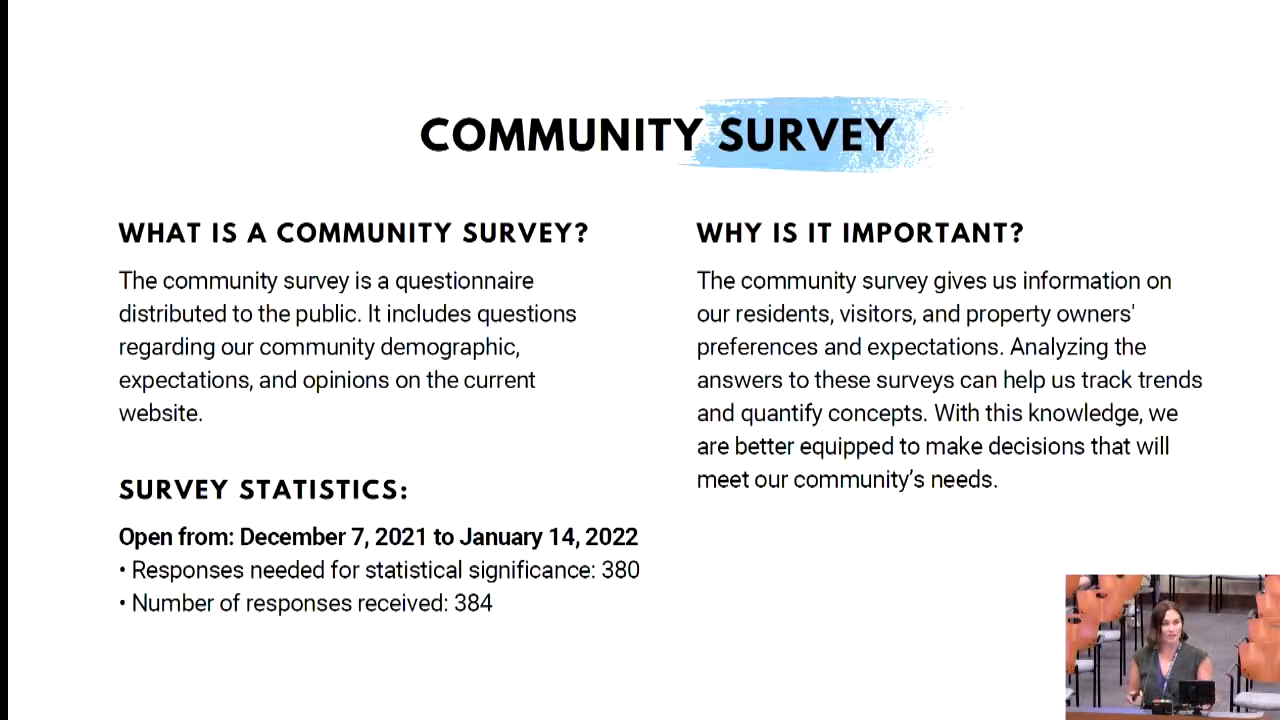 COMMUNITY SURVEY
WHAT IS A COMMUNITY SURVEY?
The community survey is a questionnaire
distributed to the public. It includes questions
regarding our community demographic,
expectations, and opinions on the current
website.
SURVEY STATISTICS:
Open from: December 7, 2021 to January 14, 2022
• Responses needed for statistical significance: 380
• Number of responses received: 384
WHY IS IT IMPORTANT?
The community survey gives us information on
our residents, visitors, and property owners'
preferences and expectations. Analyzing the
answers to these surveys can help us track trends
and quantify concepts. With this knowledge, we
are better equipped to make decisions that will
meet our community’s needs.